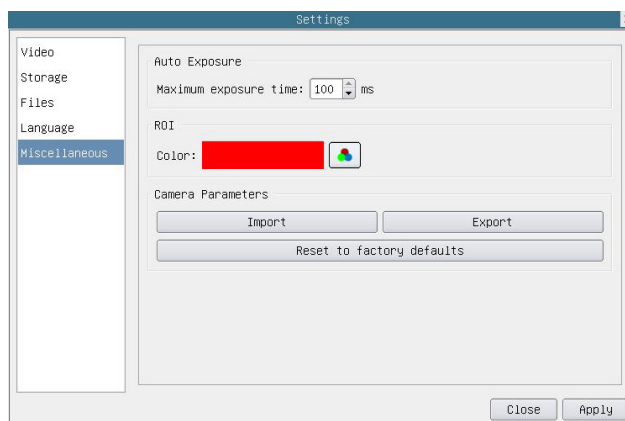 Settings
Video
Storage
Files
Language
Miscellaneous
Auto Exposure
Maximum exposure time: 100 ms
ROI
Color:
Camera Parameters
Import Export
Reset to factory defaults
Close Apply